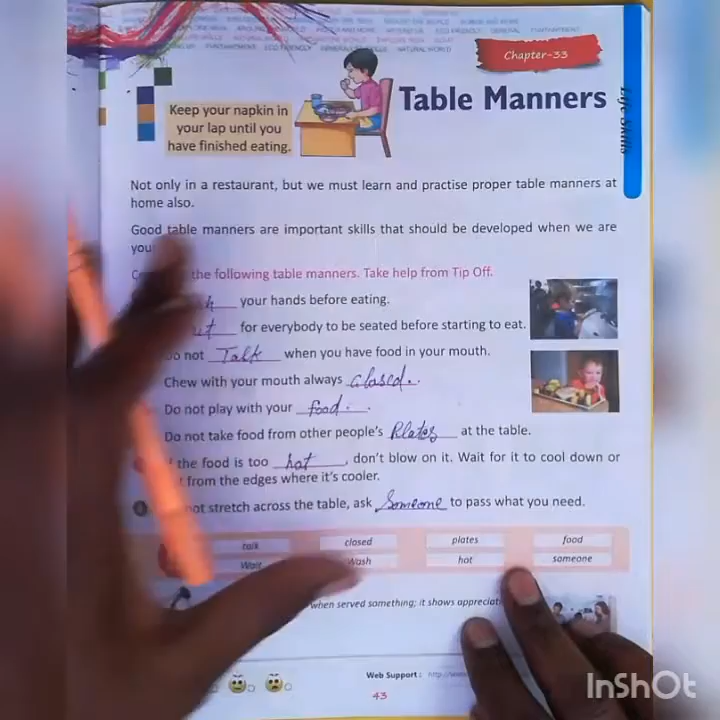 Chapter-33
Table Manners
Life Skills
Keep your napkin in
your lap until you
have finished eating.
Not only in a restaurant, but we must learn and practise proper table manners at
home also.
Good table manners are important skills that should be developed when we are
the following table manners. Take help from Tip Off.
your hands before eating.
for everybody to be seated before starting to eat.
Do not Talk when you have food in your mouth.
Chew with your mouth always closed.
Do not play with your food.
Do not take food from other people's Plates at the table.
the food is too hot, don't blow on it. Wait for it to cool down or
from the edges where it's cooler.
not stretch across the table, ask Someone to pass what you need.
talk closed plates food
Wait Wash hot someone
when served something; it shows
Web Support :
43
InShOt